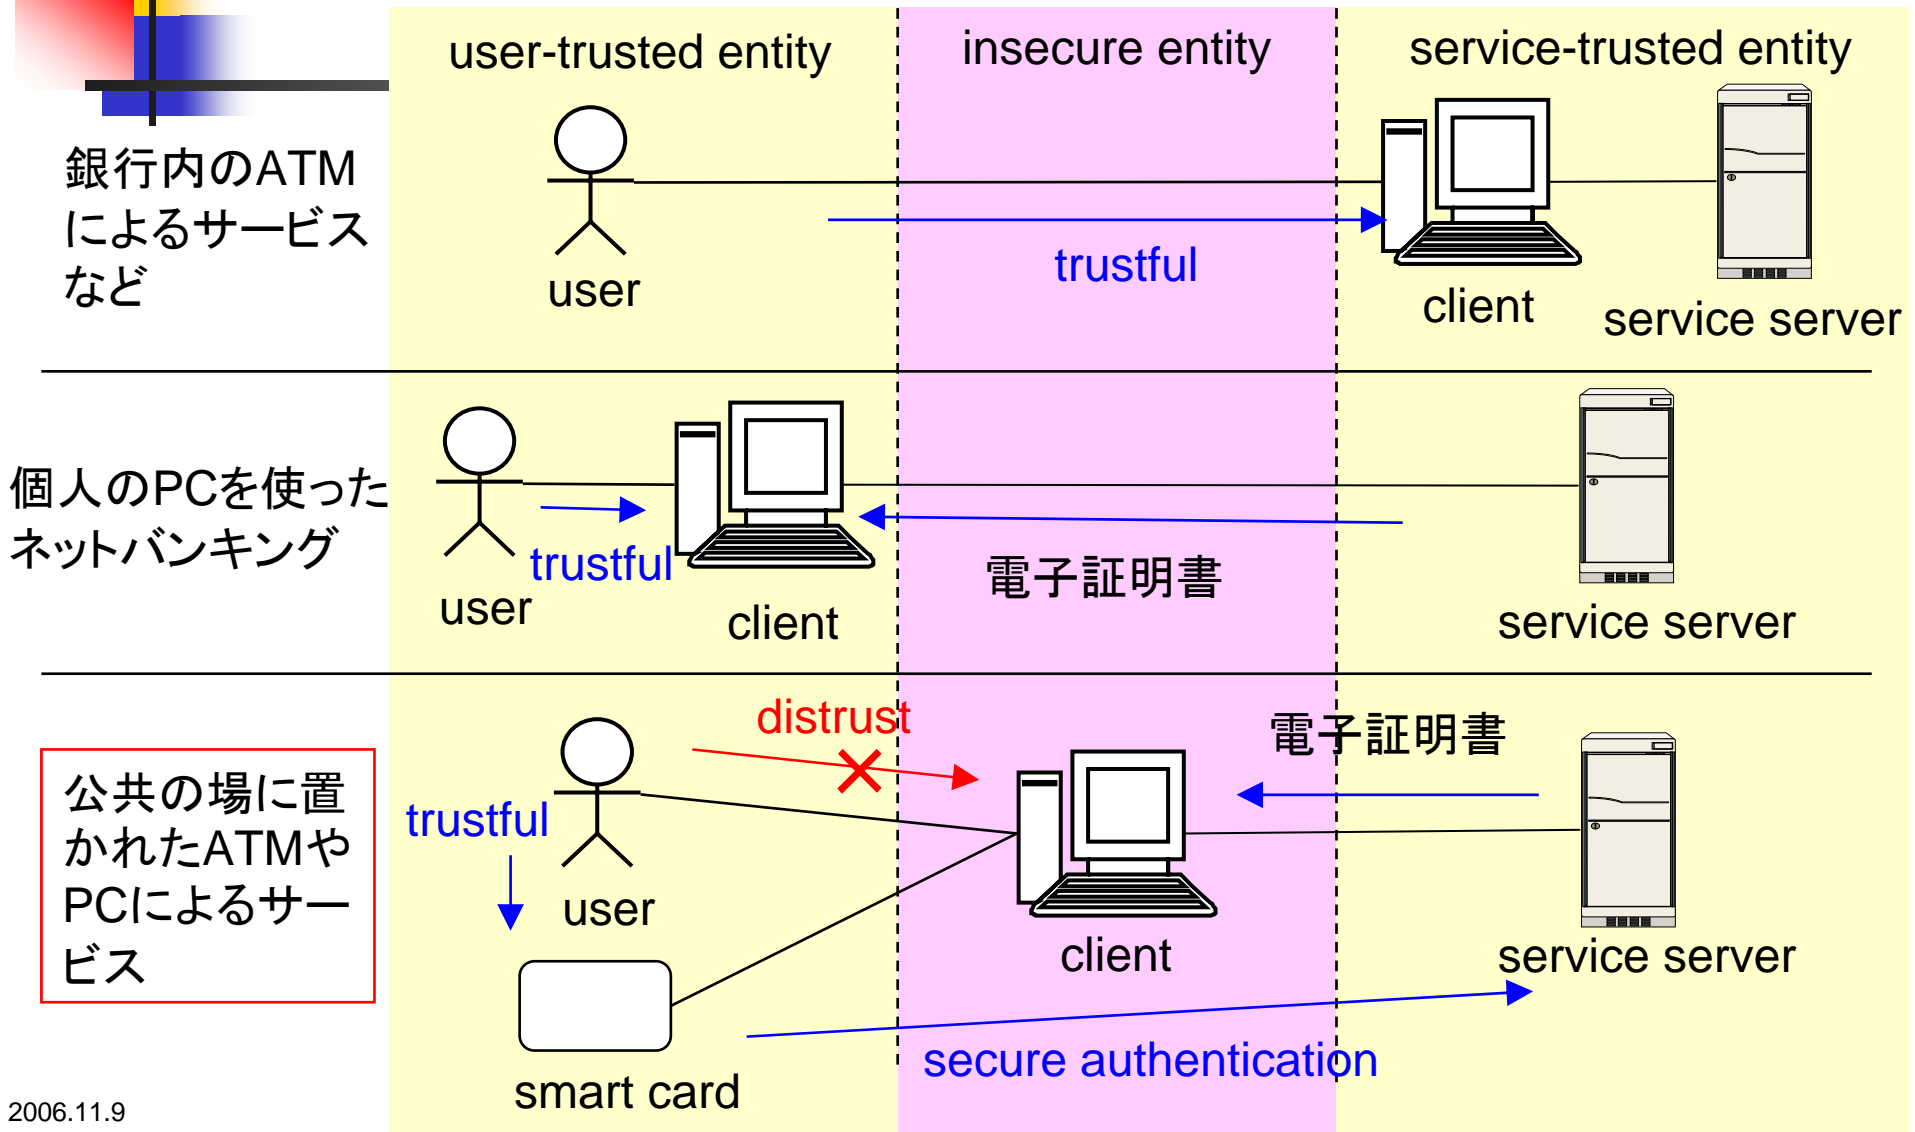 user-trusted entity
insecure entity
service-trusted entity
銀行内のATM
によるサービス
など
user
trustful
client
service server
個人のPCを使った
ネットバンキング
trustful
user
client
電子証明書
service server
公共の場に置
かれたATMや
PCによるサー
ビス
distrust
電子証明書
trustful
user
client
service server
smart card
secure authentication
2006.11.9